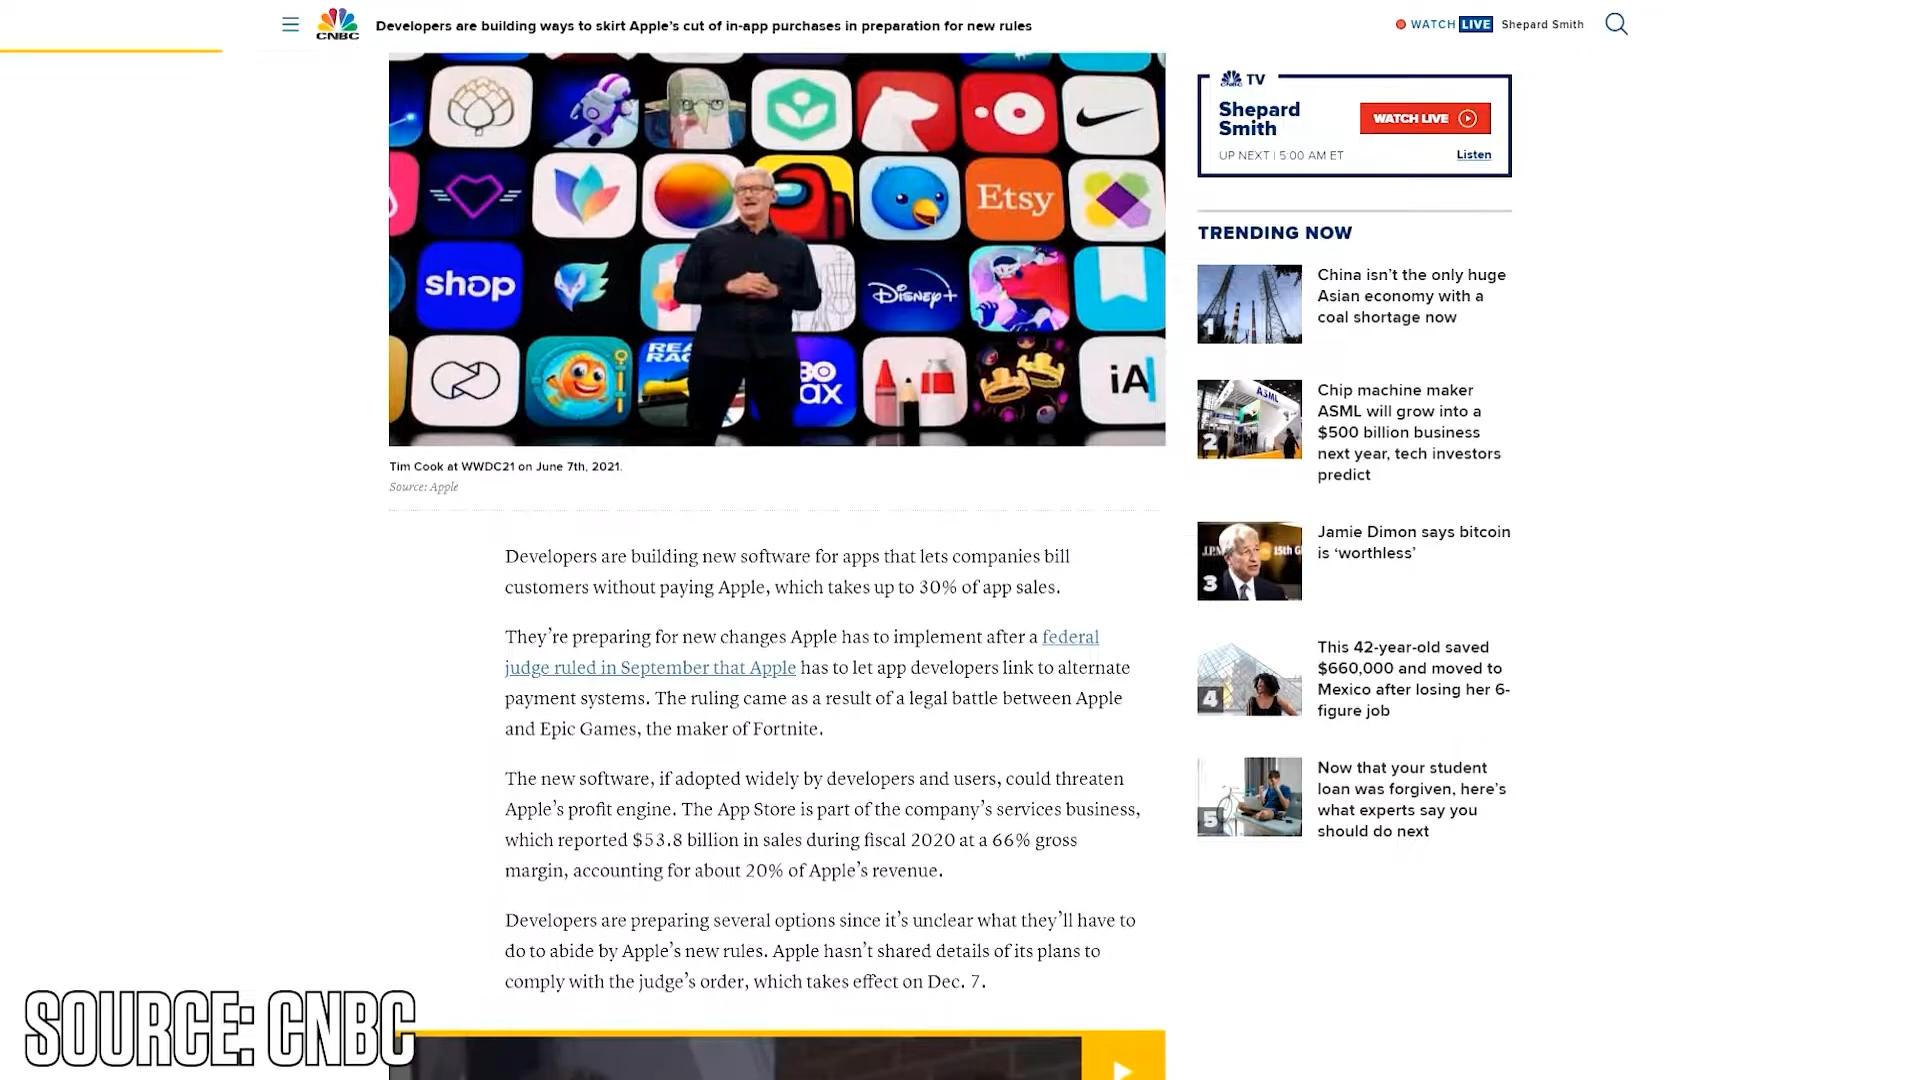 CNBC
Developers are building ways to skirt Apple’s cut of in-app purchases in preparation for new rules
WATCH LIVE Shepard Smith
Etsy
shop
Disney+
REA
RAC
BO
ax
iA
Tim Cook at WWDC21 on June 7th, 2021.
Source: Apple
Developers are building new software for apps that lets companies bill
customers without paying Apple, which takes up to 30% of app sales.
They’re preparing for new changes Apple has to implement after a federal
judge ruled in September that Apple has to let app developers link to alternate
payment systems. The ruling came as a result of a legal battle between Apple
and Epic Games, the maker of Fortnite.
The new software, if adopted widely by developers and users, could threaten
Apple’s profit engine. The App Store is part of the company’s services business,
which reported $53.8 billion in sales during fiscal 2020 at a 66% gross
margin, accounting for about 20% of Apple’s revenue.
Developers are preparing several options since it’s unclear what they’ll have to
do to abide by Apple’s new rules. Apple hasn’t shared details of its plans to
comply with the judge’s order, which takes effect on Dec. 7.
CNBC TV
Shepard
Smith
WATCH LIVE
UP NEXT | 5:00 AM ET
Listen
TRENDING NOW
1
China isn’t the only huge
Asian economy with a
coal shortage now
ASML
2
Chip machine maker
ASML will grow into a
$500 billion business
next year, tech investors
predict
J.P.M
15th G
3
Jamie Dimon says bitcoin
is ‘worthless’
4
This 42-year-old saved
$660,000 and moved to
Mexico after losing her 6-
figure job
5
Now that your student
loan was forgiven, here’s
what experts say you
should do next
SOURCE: CNBC